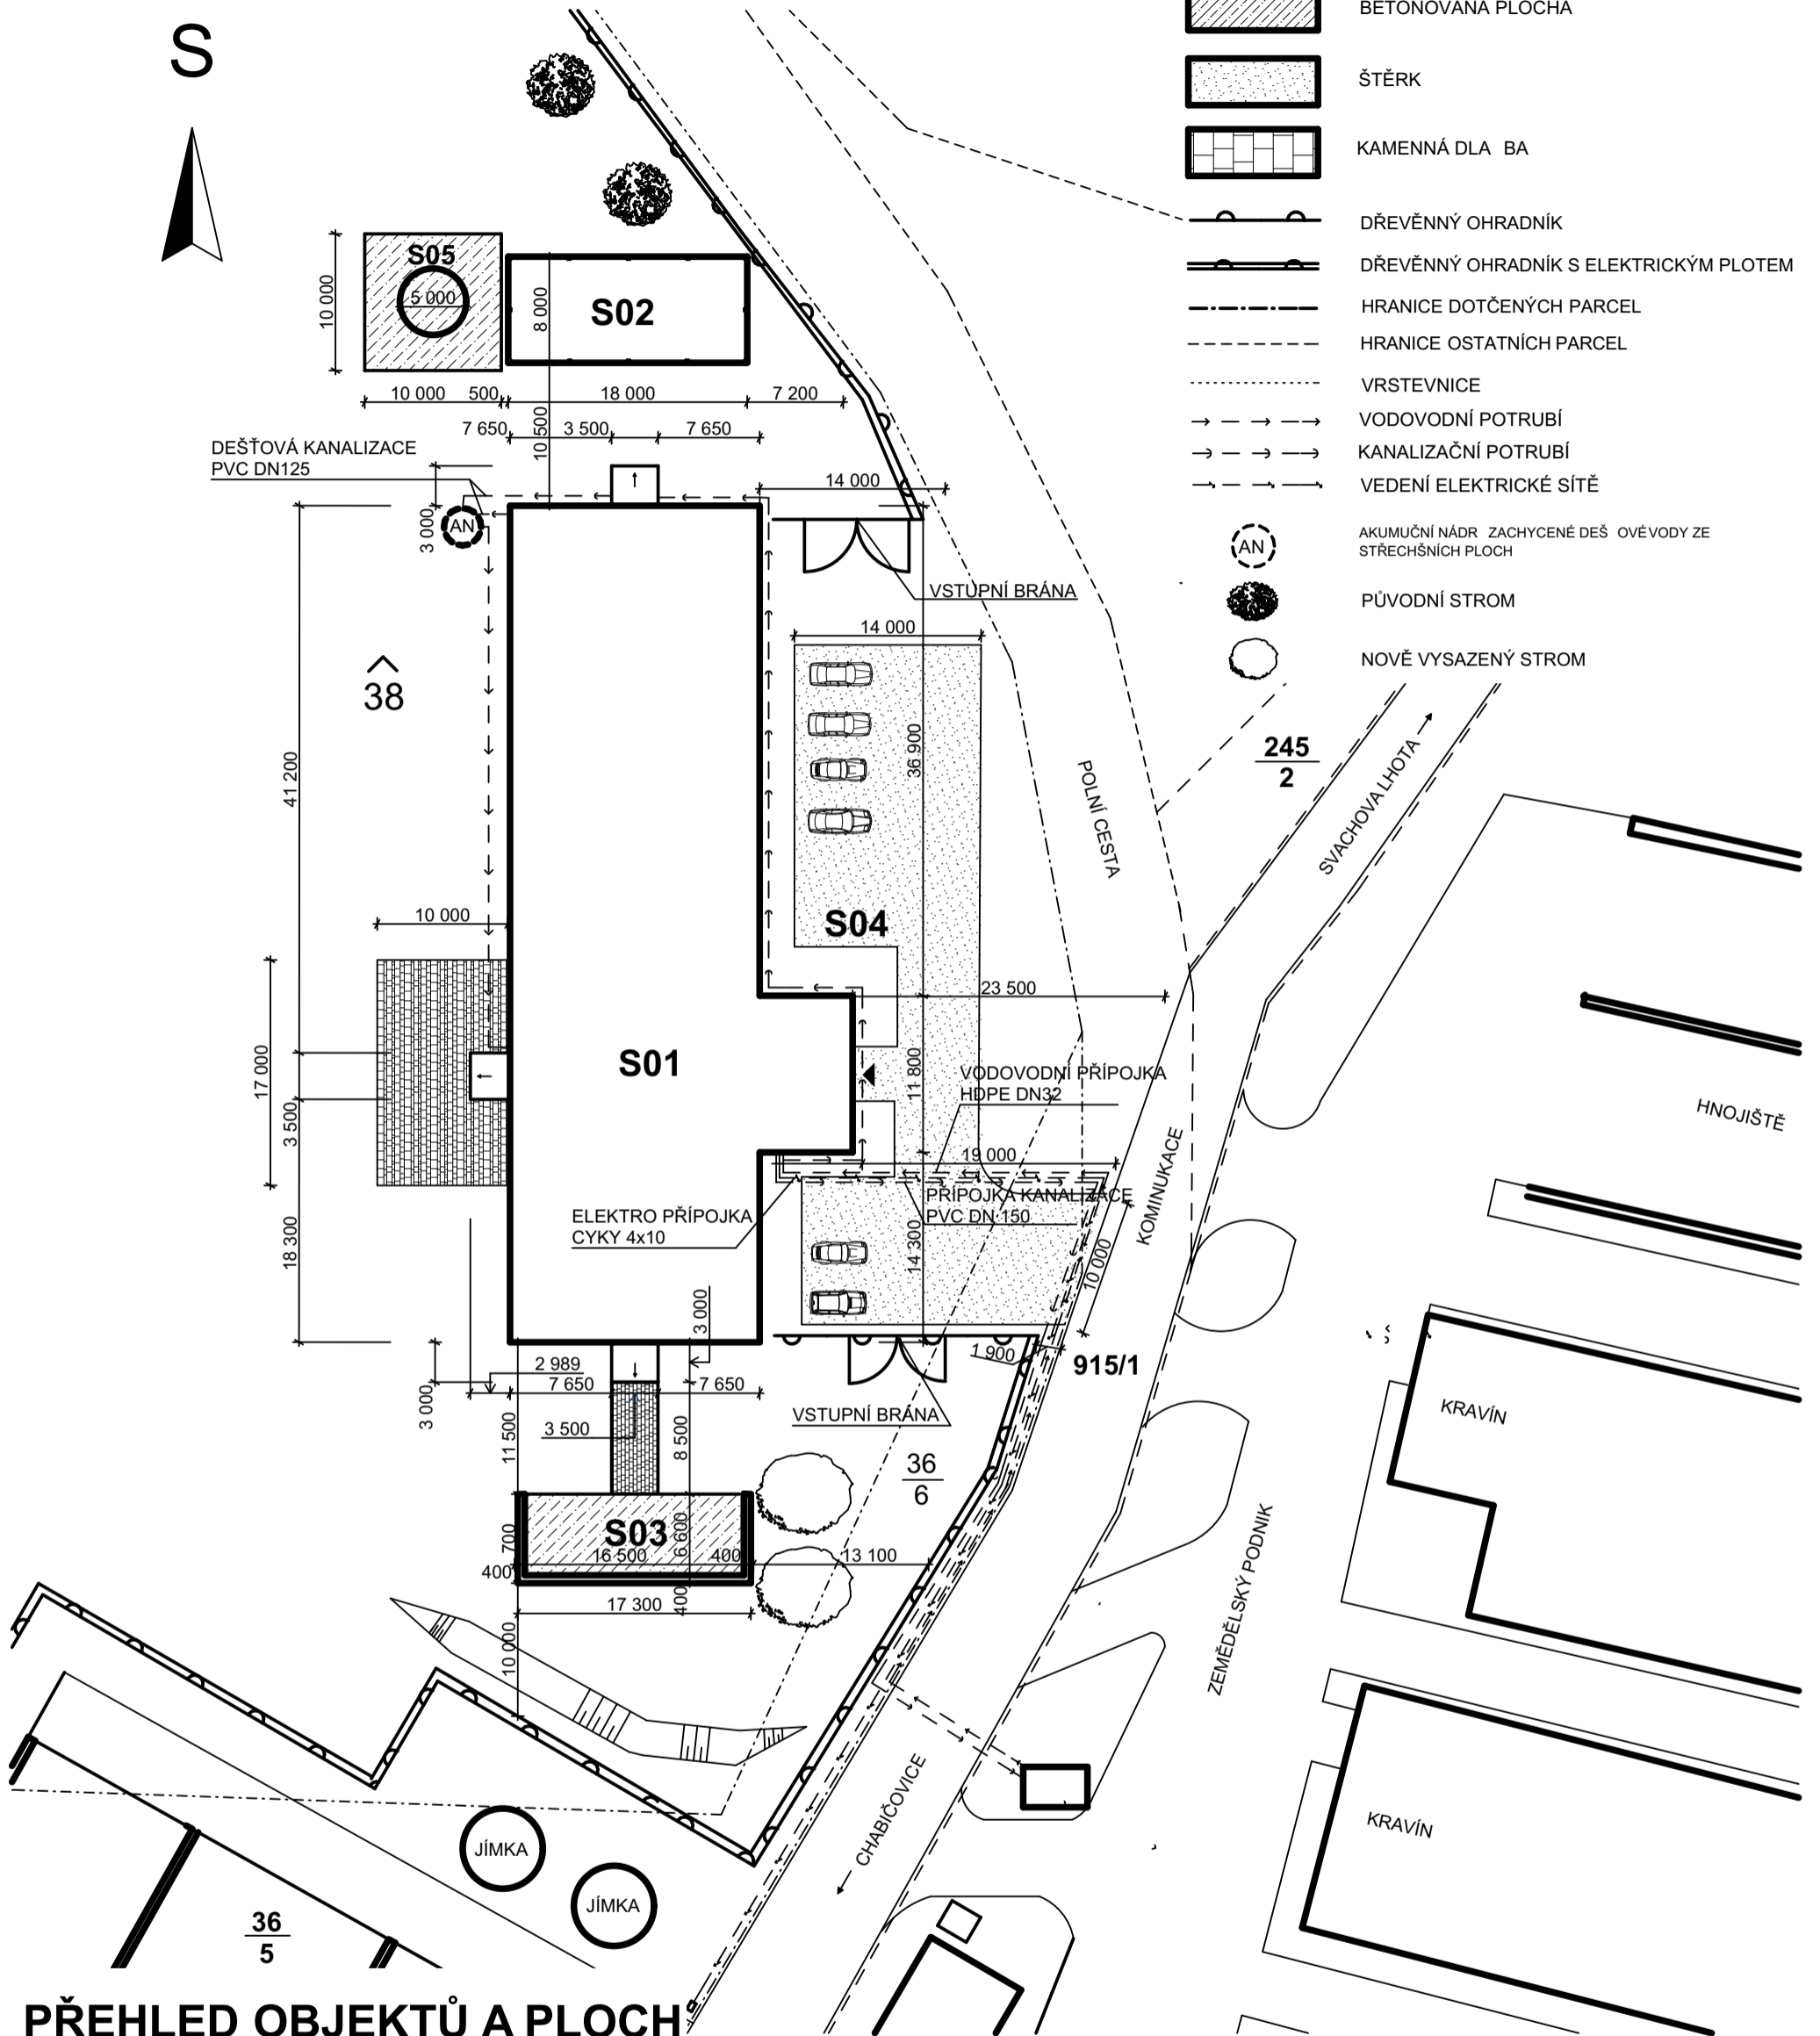 S
BETONOVANÁ PLOCHA
ŠTĚRK
KAMENNÁ DLA BA
DŘEVĚNNÝ OHRADNÍK
DŘEVĚNNÝ OHRADNÍK S ELEKTRICKÝM PLOTEM
HRANICE DOTČENÝCH PARCEL
HRANICE OSTATNÍCH PARCEL
VRSTEVNICE
VODOVODNÍ POTRUBÍ
KANALIZAČNÍ POTRUBÍ
VEDENÍ ELEKTRICKÉ SÍTĚ
AN
AKUMUČNÍ NÁDR ZACHYCENÉ DEŠ OVÉVODY ZE
STŘECHŠNÍCH PLOCH
PŮVODNÍ STROM
NOVĚ VYSAZENÝ STROM
S05
5 000
10 000
S02
8 000
10 000
500
18 000
7 200
7 650
3 500
7 650
10 500
DEŠŤOVÁ KANALIZACE
PVC DN125
14 000
AN
3 000
VSTUPNÍ BRÁNA
14 000
38
41 200
36 900
POLNÍ CESTA
245
2
SVACHOVA LHOTA
S04
10 000
23 500
S01
17 000
3 500
11 800
VODOVODNÍ PŘÍPOJKA
HDPE DN32
HNOJIŠTĚ
KOMINUKACE
19 000
PŘÍPOJKA KANALIZACE
PVC DN 150
ELEKTRO PŘÍPOJKA
CYKY 4x10
18 300
14 300
10 000
3 000
1 900
915/1
2 989
7 650
7 650
3 000
3 500
11 500
8 500
VSTUPNÍ BRÁNA
36
6
KRAVÍN
S03
700
6 600
16 500
400
13 100
400
17 300
400
10 000
ZEMĚDĚLSKÝ PODNIK
CHABIČOVICE
KRAVÍN
JÍMKA
JÍMKA
36
5
PŘEHLED OBJEKTŮ A PLOCH